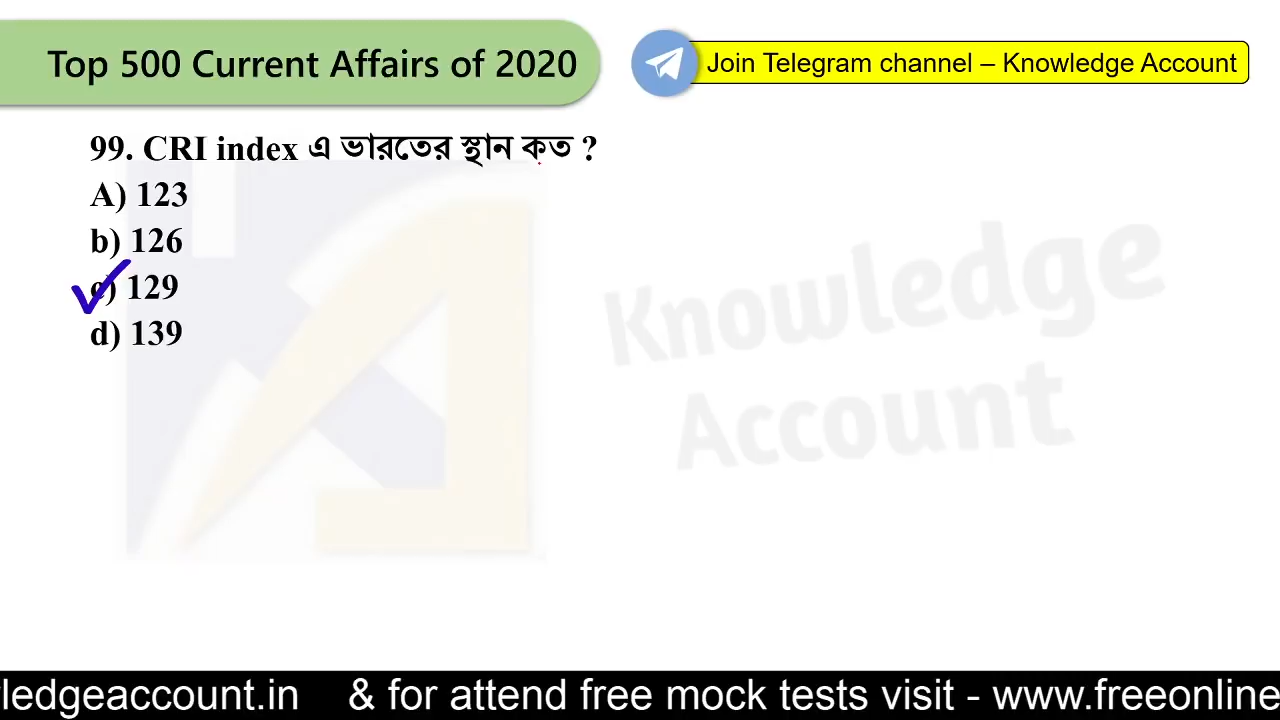 Top 500 Current Affairs of 2020
Join Telegram channel – Knowledge Account
99. CRI index এ ভারতের স্থান কত ?
A) 123
b) 126
c) 129
d) 139
Knowledge
Account
ledgeaccount.in & for attend free mock tests visit - www.freeonline